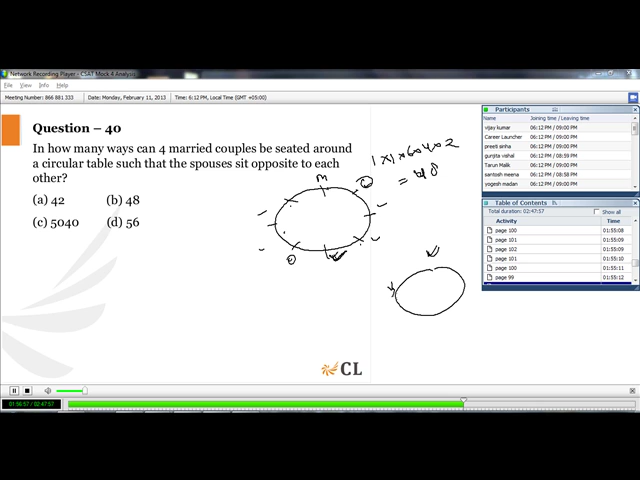 Network Recording Player - CSAT Mock 4 Analysis
File View Info Help
Meeting Number: 866 881 333 Date: Monday, February 11, 2013 Time: 6:12 PM, Local Time (GMT +05:00)
Question – 40
In how many ways can 4 married couples be seated around
a circular table such that the spouses sit opposite to each
other?
(a) 42 (b) 48
(c) 5040 (d) 56
M
1×1×6×4×2
= 48
CL
Participants
Name Joining time / Leaving time
vijay kumar 06:12 PM / 09:00 PM
Career Launcher 06:12 PM / 09:00 PM
preeti sinha 06:12 PM / 09:00 PM
gunjita vishal 06:12 PM / 09:00 PM
Tarun Malik 06:12 PM / 09:00 PM
santosh meena 06:12 PM / 08:58 PM
yogesh madan 06:12 PM / 09:00 PM
Table of Contents
Total duration: 02:47:57 Show all
Activity Time
page 100 01:55:08
page 101 01:55:09
page 102 01:55:09
page 101 01:55:10
page 100 01:55:11
page 99 01:55:12
01:56:57 / 02:47:57